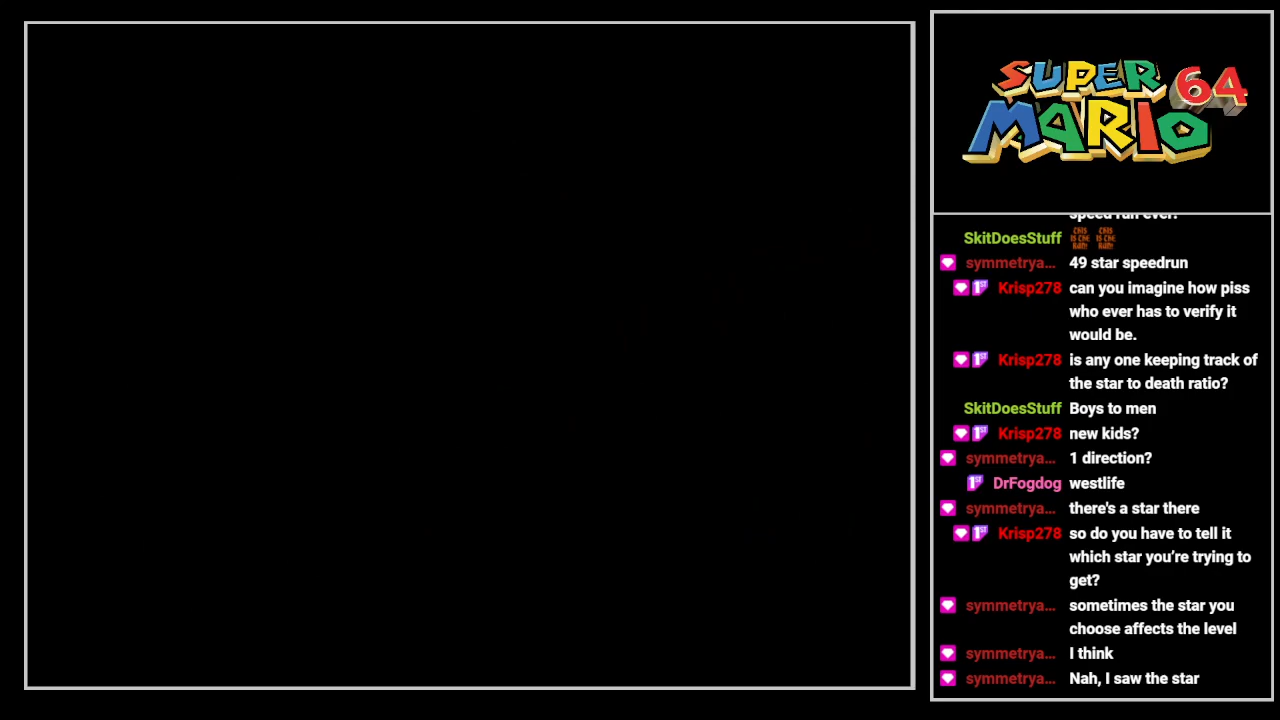 SUPER
MARIO 64
speed run ever?
SkitDoesStuff
symmetrya... 49 star speedrun
Krisp278 can you imagine how piss
who ever has to verify it
would be.
Krisp278 is any one keeping track of
the star to death ratio?
SkitDoesStuff Boys to men
Krisp278 new kids?
symmetrya... 1 direction?
DrFogdog westlife
symmetrya... there's a star there
Krisp278 so do you have to tell it
which star you’re trying to
get?
symmetrya... sometimes the star you
choose affects the level
symmetrya... I think
symmetrya... Nah, I saw the star